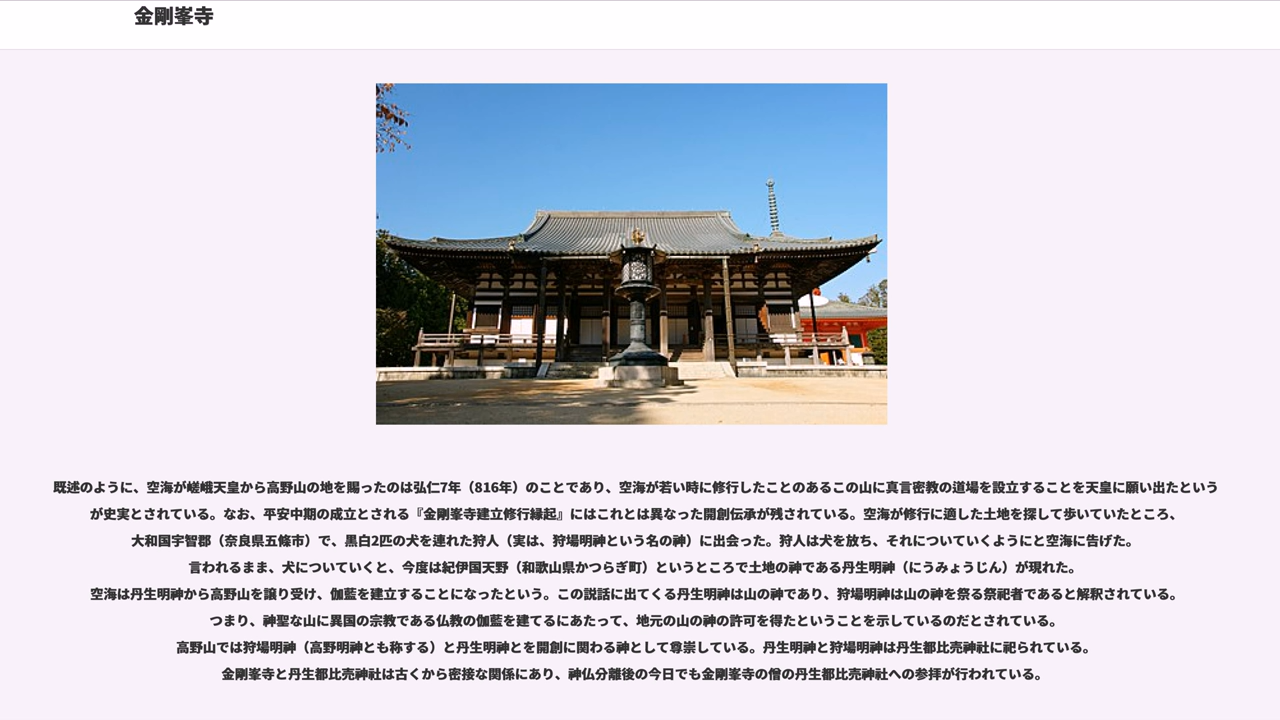 金剛峯寺
既述のように、空海が嵯峨天皇から高野山の地を賜ったのは弘仁7年（816年）のことであり、空海が若い時に修行したことのあるこの山に真言密教の道場を設立することを天皇に願い出たという
が史実とされている。なお、平安中期の成立とされる『金剛峯寺建立修行縁起』にはこれとは異なった開創伝承が残されている。空海が修行に適した土地を探して歩いていたところ、
大和国宇智郡（奈良県五條市）で、黒白2匹の犬を連れた狩人（実は、狩場明神という名の神）に出会った。狩人は犬を放ち、それについていくようにと空海に告げた。
言われるまま、犬についていくと、今度は紀伊国天野（和歌山県かつらぎ町）というところで土地の神である丹生明神（にうみょうじん）が現れた。
空海は丹生明神から高野山を譲り受け、伽藍を建立することになったという。この説話に出てくる丹生明神は山の神であり、狩場明神は山の神を祭る祭祀者であると解釈されている。
つまり、神聖な山に異国の宗教である仏教の伽藍を建てるにあたって、地元の山の神の許可を得たということを示しているのだとされている。
高野山では狩場明神（高野明神とも称する）と丹生明神とを開創に関わる神として尊崇している。丹生明神と狩場明神は丹生都比売神社に祀られている。
金剛峯寺と丹生都比売神社は古くから密接な関係にあり、神仏分離後の今日でも金剛峯寺の僧の丹生都比売神社への参拝が行われている。